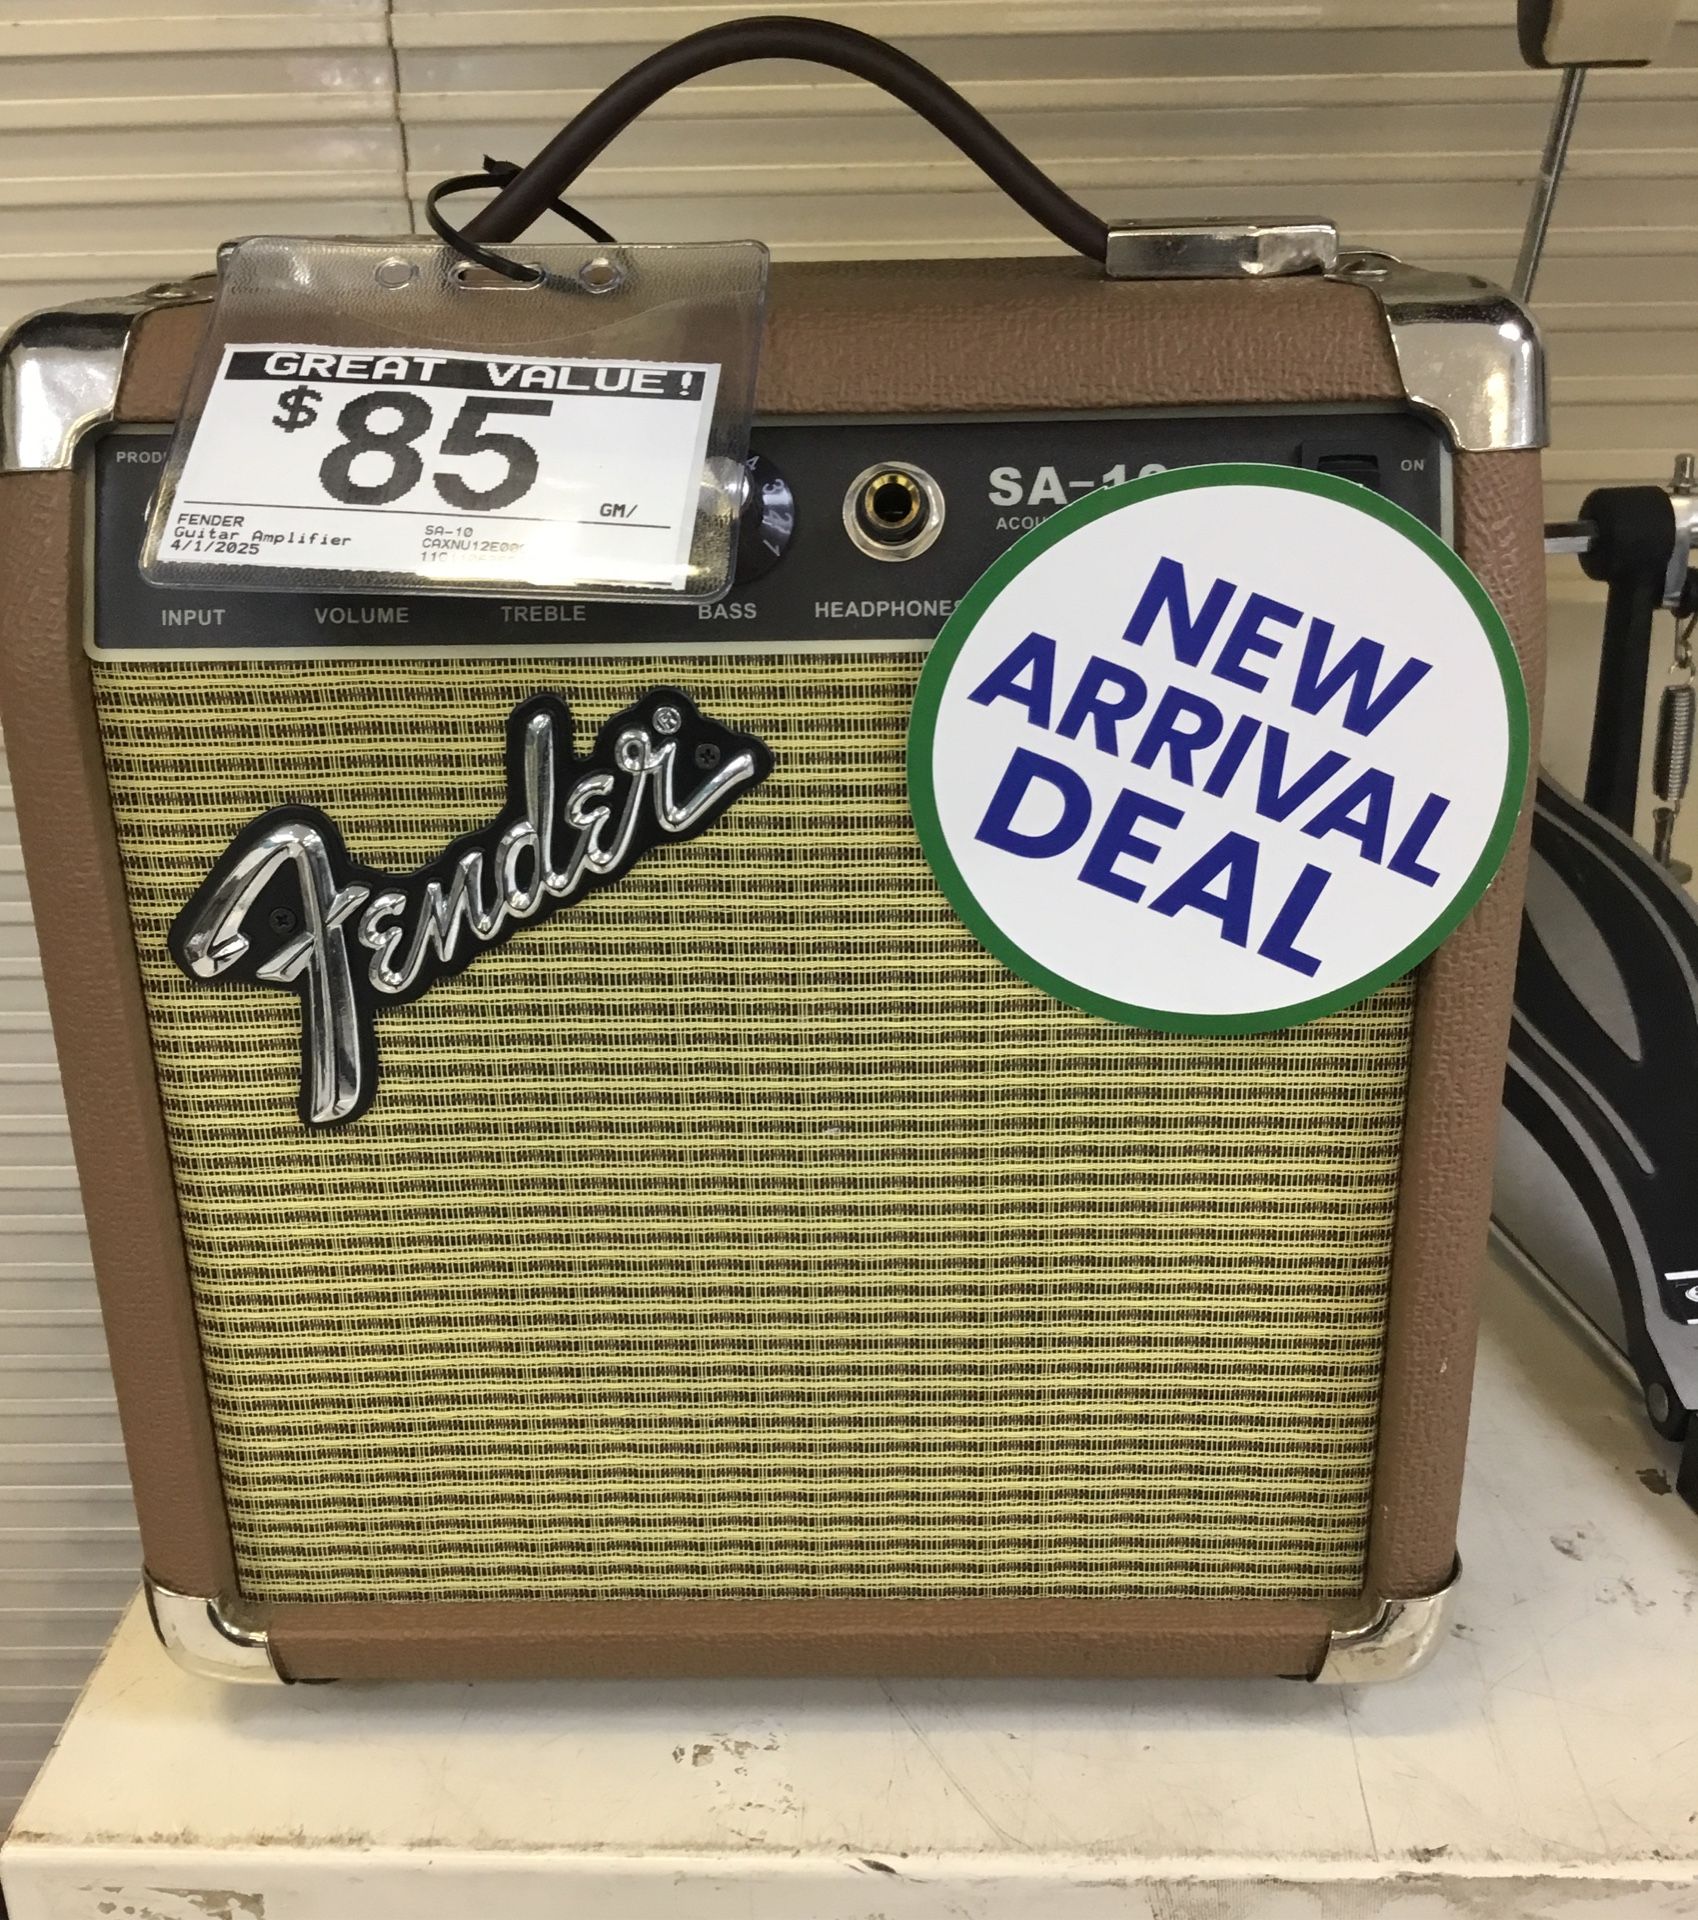 GREAT VALUE!
$85
GM/
FENDER
Guitar Amplifier
4/1/2025
SA-10
ON
INPUT VOLUME TREBLE BASS HEADPHONES
Fender®
NEW
ARRIVAL
DEAL